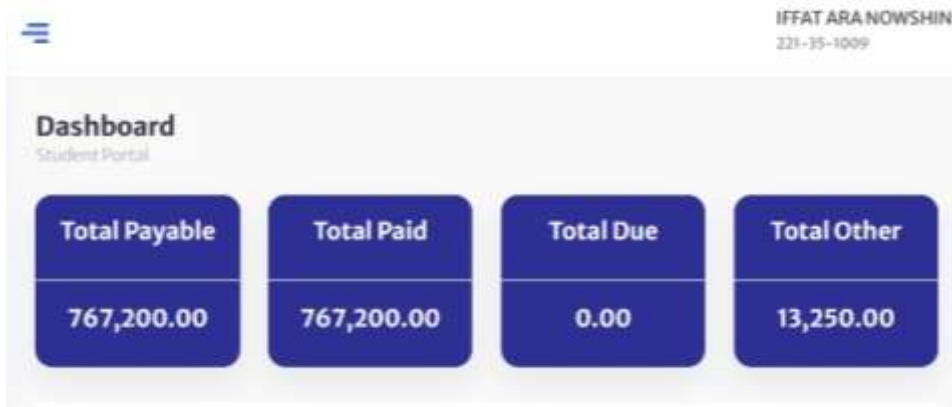 IFFAT ARA NOWSHIN
221-35-1009
Dashboard
Student Portal
Total Payable
Total Paid
Total Due
Total Other
767,200.00
767,200.00
0.00
13,250.00